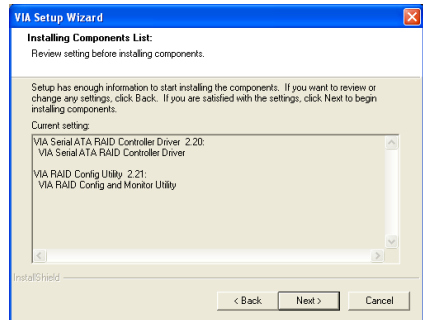 VIA Setup Wizard
Installing Components List:
Review setting before installing components.
Setup has enough information to start installing the components. If you want to review or
change any settings, click Back. If you are satisfied with the settings, click Next to begin
installing components.
Current setting:
VIA Serial ATA RAID Controller Driver 2.20:
VIA Serial ATA RAID Controller Driver
VIA RAID Config Utility 2.21:
VIA RAID Config and Monitor Utility
InstallShield
< Back
Next >
Cancel